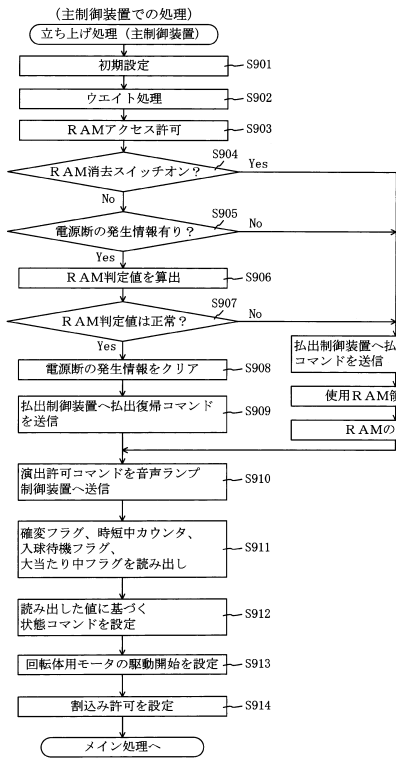 (主制御装置での処理)
立ち上げ処理(主制御装置)
初期設定
S901
ウエイト処理
S902
RAMアクセス許可
S903
RAM消去スイッチオン?
S904
Yes
No
電源断の発生情報有り?
S905
No
Yes
RAM判定値を算出
S906
RAM判定値は正常?
S907
No
Yes
払出制御装置へ払
コマンドを送信
使用RAM領
RAMの
電源断の発生情報をクリア
S908
払出制御装置へ払出復帰コマンド
を送信
S909
演出許可コマンドを音声ランプ
制御装置へ送信
S910
確変フラグ、時短中カウンタ、
入球待機フラグ、
大当たり中フラグを読み出し
S911
読み出した値に基づく
状態コマンドを設定
S912
回転体用モータの駆動開始を設定
S913
割込み許可を設定
S914
メイン処理へ